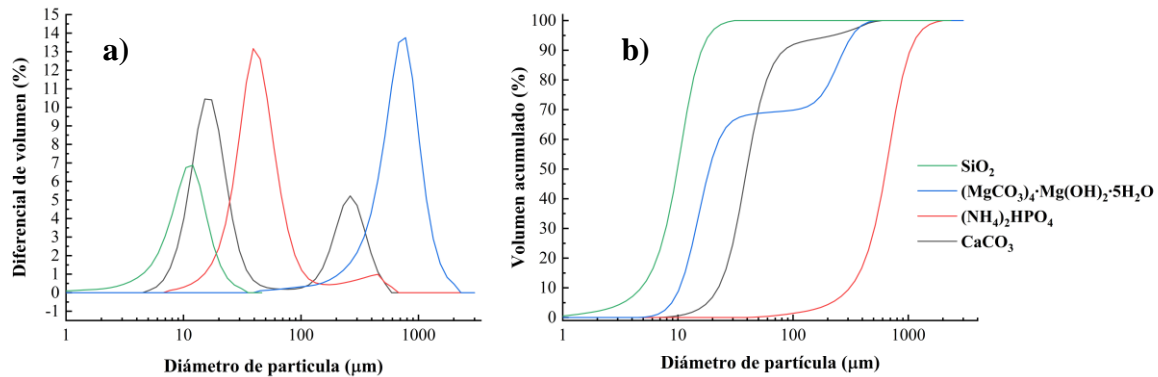 a)
15
14
13
12
11
10
9
8
7
6
5
4
3
2
1
0
-1
Diferencial de volumen (%)
1 10 100 1000
Diámetro de particula (µm)
b)
100
90
80
70
60
50
40
30
20
10
0
Volumen acumulado (%)
1 10 100 1000
Diámetro de partícula (µm)
SiO₂
(MgCO₃)₄·Mg(OH)₂·5H₂O
(NH₄)₂HPO₄
CaCO₃